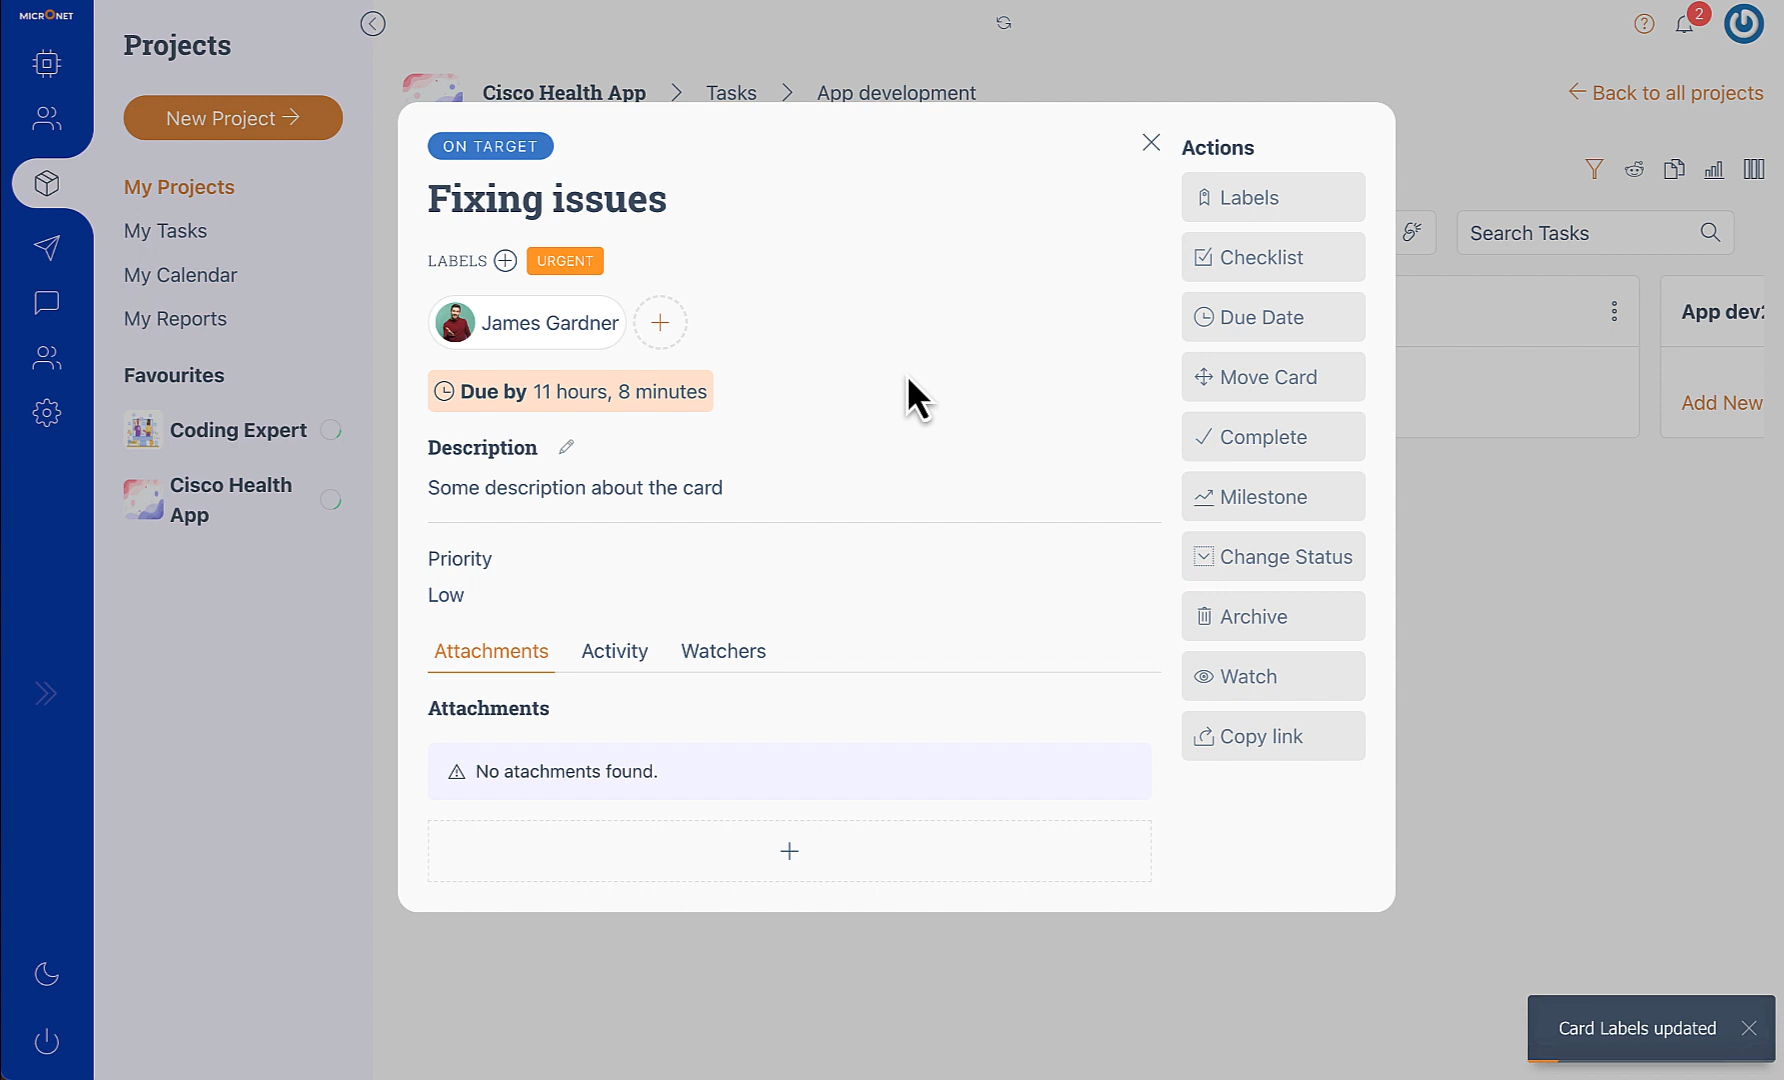 MICRONET
Projects
New Project
My Projects
My Tasks
My Calendar
My Reports
Favourites
Coding Expert
Cisco Health
App
2
Cisco Health App
Tasks
App development
Back to all projects
Search Tasks
App dev2
Add New
ON TARGET
Fixing issues
LABELS
URGENT
James Gardner
Due by 11 hours, 8 minutes
Description
Some description about the card
Priority
Low
Attachments
Activity
Watchers
Attachments
No atachments found.
Actions
Labels
Checklist
Due Date
Move Card
Complete
Milestone
Change Status
Archive
Watch
Copy link
Card Labels updated